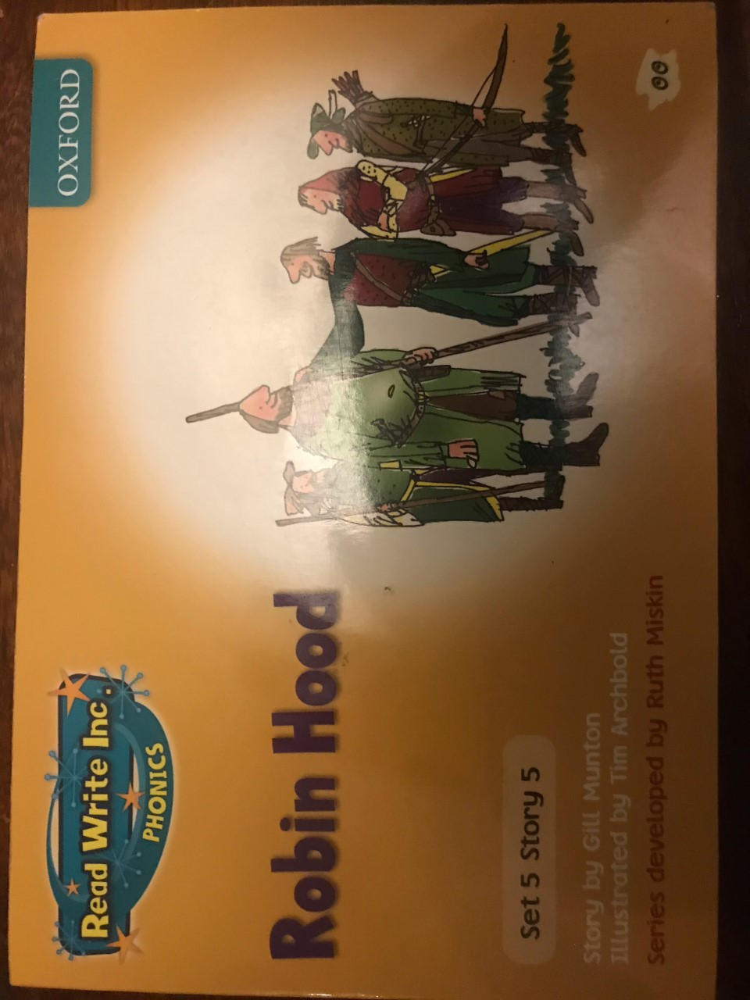 Read Write Inc.
PHONICS
OXFORD
Robin Hood
Set 5 Story 5
Story by Gill Munton
Illustrated by Tim Archbold
Series developed by Ruth Miskin
oo